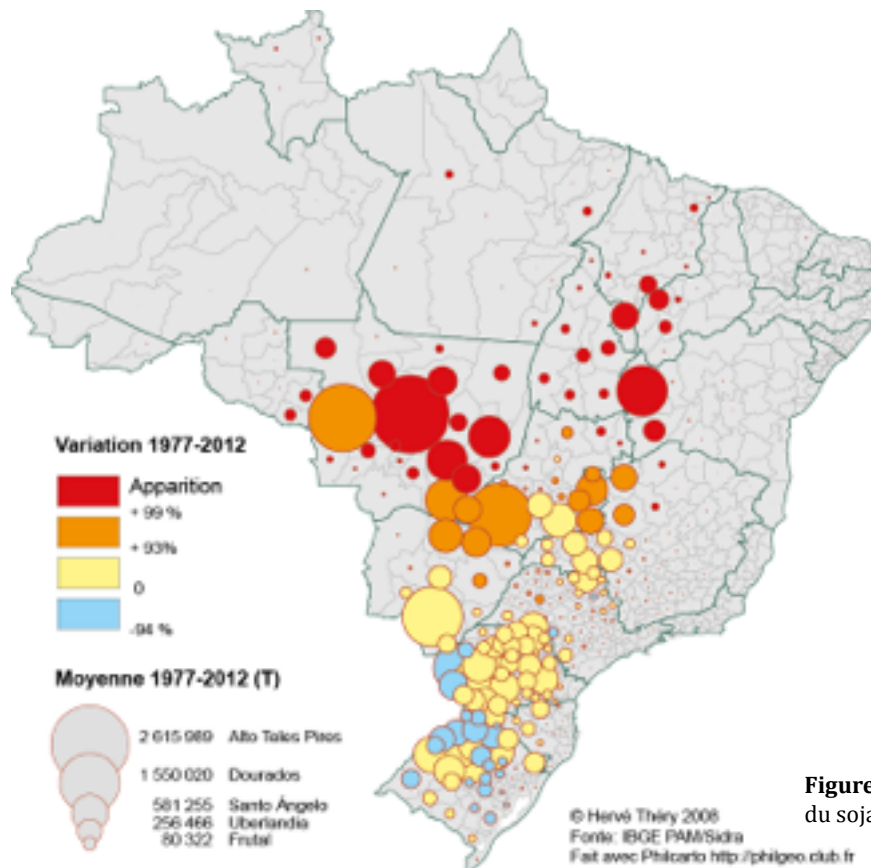 Variation 1977-2012
Apparition
+ 99 %
+ 93%
0
-94 %
Moyenne 1977-2012 (T)
2 615 989 Alto Teles Pires
1 550 020 Dourados
581 255 Santo Ángelo
256 466 Uberlandia
80 322 Frutal
© Hervé Théry 2008
Fonte: IBGE PAM/Sidra
Fait avec Philcarto http://philgeo.club.fr
Figure
du soja